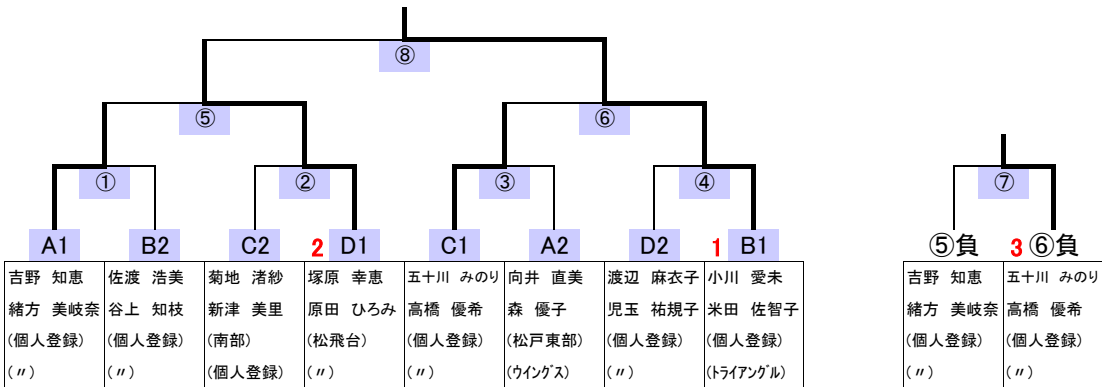 ⑧
⑤ ⑥
① ② ③ ④ ⑦
A1 B2 C2 2 D1 C1 A2 D2 1 B1 ⑤負 3 ⑥負
吉野 知恵 佐渡 浩美 菊地 渚紗 塚原 幸恵 五十川 みのり 向井 直美 渡辺 麻衣子 小川 愛未 吉野 知恵 五十川 みのり
緒方 美岐奈 谷上 知枝 新津 美里 原田 ひろみ 高橋 優希 森 優子 児玉 祐規子 米田 佐智子 緒方 美岐奈 高橋 優希
(個人登録) (個人登録) (南部) (松飛台) (個人登録) (松戸東部) (個人登録) (個人登録) (個人登録) (個人登録)
(〃) (〃) (個人登録) (〃) (〃) (ｳｲﾝｸﾞｽ) (〃) (ﾄﾗｲｱﾝｸﾞﾙ) (〃) (〃)